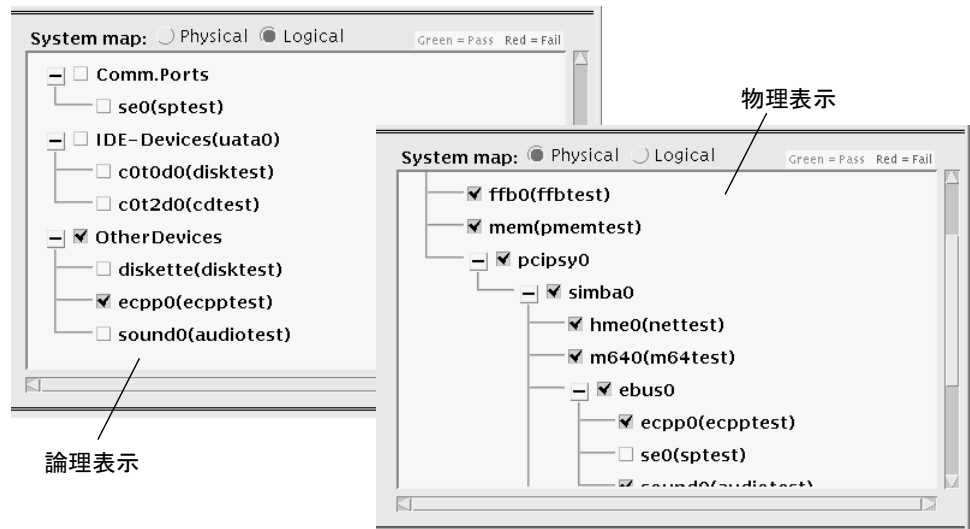 System map: Physical Logical Green = Pass Red = Fail
Comm.Ports
se0(sptest)
IDE-Devices(uata0)
c0t0d0(disktest)
c0t2d0(cdtest)
OtherDevices
diskette(disktest)
ecpp0(ecpptest)
sound0(audiotest)
論理表示
物理表示
System map: Physical Logical Green = Pass Red = Fail
ffb0(ffbtest)
mem(pmemtest)
pcipsy0
simba0
hme0(nettest)
m640(m64test)
ebus0
ecpp0(ecpptest)
se0(sptest)
sound0(audiotest)